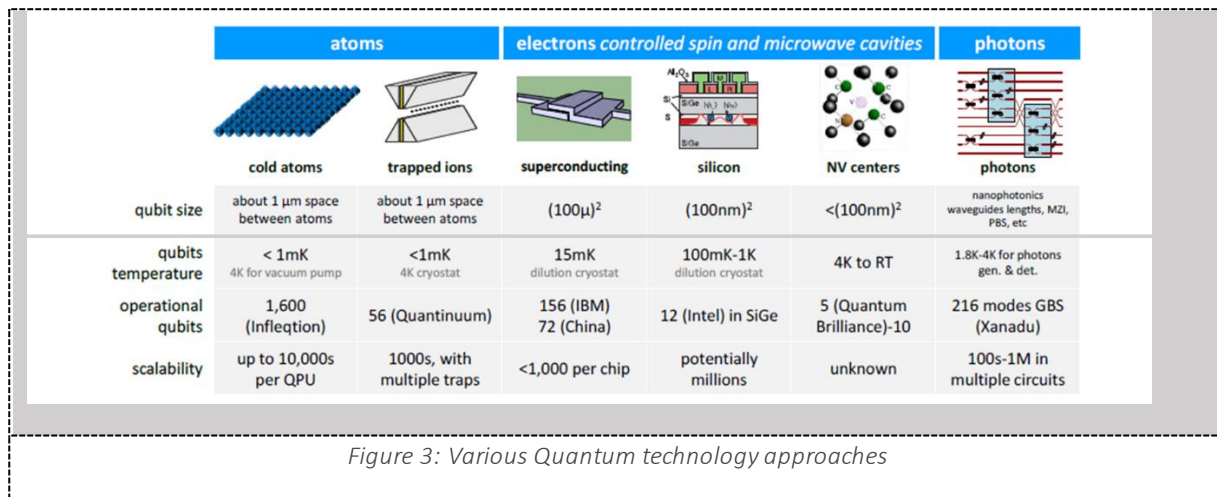 atoms electrons controlled spin and microwave cavities photons
Al₂O₃
M
L R
Si
SiGe |ψL⟩ |ψR⟩
S
SiGe
C C
V
N C
cold atoms trapped ions superconducting silicon NV centers photons
qubit size about 1 μm space between atoms about 1 μm space between atoms (100μ)² (100nm)² <(100nm)² nanophotonics waveguides lengths, MZI, PBS, etc
qubits temperature < 1mK 4K for vacuum pump <1mK 4K cryostat 15mK dilution cryostat 100mK-1K dilution cryostat 4K to RT 1.8K-4K for photons gen. & det.
operational qubits 1,600 (Infleqtion) 56 (Quantinuum) 156 (IBM) 72 (China) 12 (Intel) in SiGe 5 (Quantum Brilliance)-10 216 modes GBS (Xanadu)
scalability up to 10,000s per QPU 1000s, with multiple traps <1,000 per chip potentially millions unknown 100s-1M in multiple circuits
Figure 3: Various Quantum technology approaches